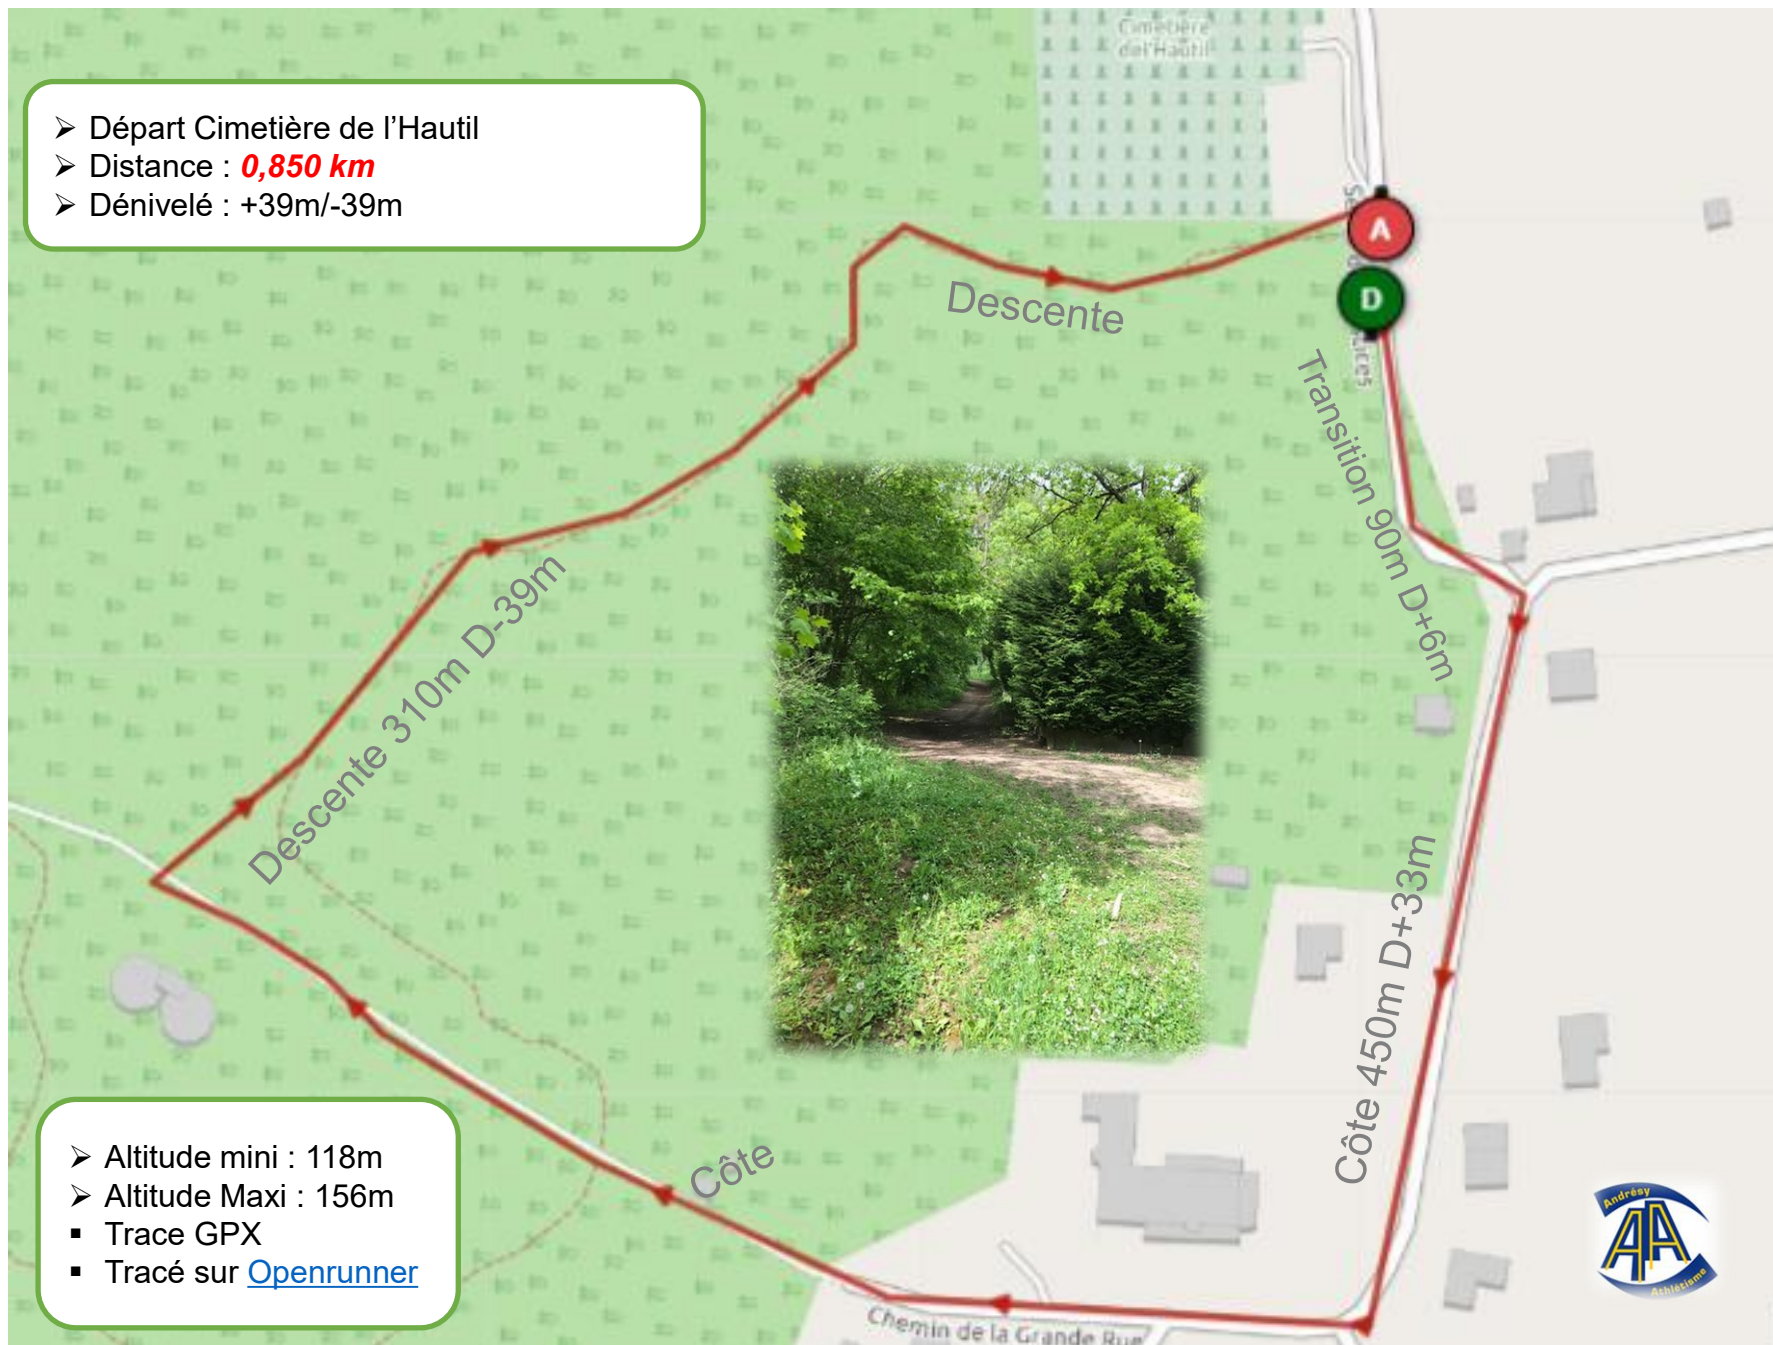 Cimetière
de l'Hautil
➢ Départ Cimetière de l’Hautil
➢ Distance : 0,850 km
➢ Dénivelé : +39m/-39m
A
D
Descente
Transition 90m D+6m
Descente 310m D-39m
Côte 450m D+33m
Côte
➢ Altitude mini : 118m
➢ Altitude Maxi : 156m
▪ Trace GPX
▪ Tracé sur Openrunner
Chemin de la Grande Rue
Andrésy
AA
Athlétisme